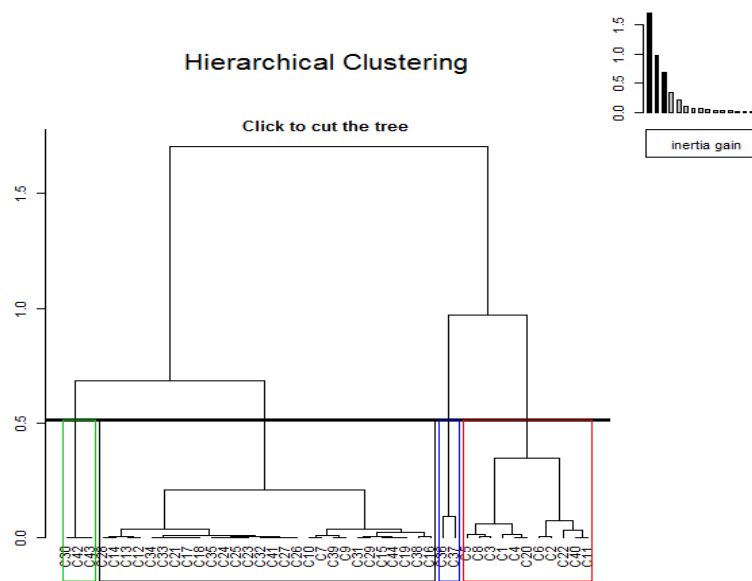 1.5
1.0
0.5
0.0
inertia gain
Hierarchical Clustering
Click to cut the tree
1.5
1.0
0.5
0.0
C30 C42 C43 C28 C14 C13 C12 C34 C33 C21 C17 C18 C35 C24 C25 C23 C32 C41 C27 C26 C10 C7 C39 C9 C31 C29 C15 C44 C19 C38 C16 C36 C37 C5 C8 C3 C1 C4 C20 C6 C2 C22 C40 C11